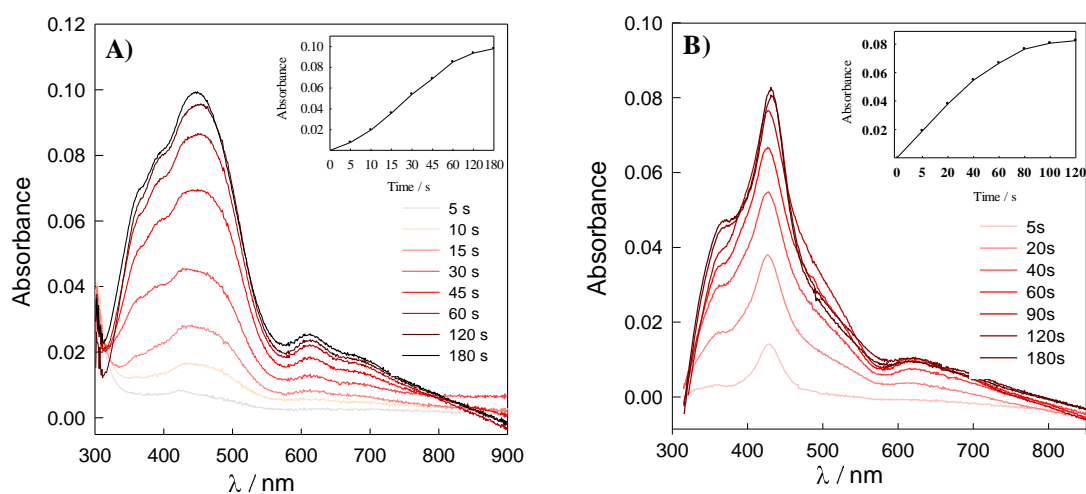 A)
0.12
0.10
0.08
0.06
0.04
0.02
0.00
Absorbance
300 400 500 600 700 800 900
λ / nm
0.10
0.08
0.06
0.04
0.02
Absorbance
0 5 10 15 30 45 60 120 180
Time / s
5 s
10 s
15 s
30 s
45 s
60 s
120 s
180 s
B)
0.10
0.08
0.06
0.04
0.02
0.00
Absorbance
300 400 500 600 700 800
λ / nm
0.08
0.06
0.04
0.02
Absorbance
0 5 20 40 60 80 100 120
Time / s
5s
20s
40s
60s
90s
120s
180s